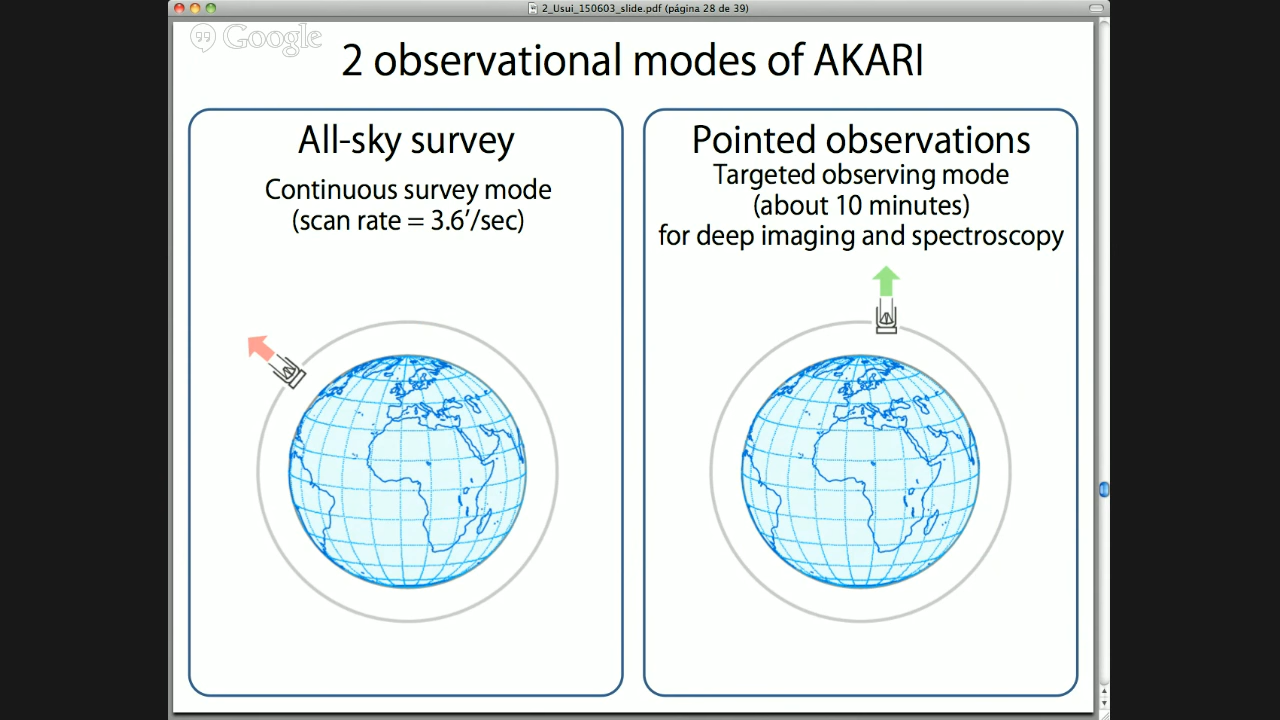 2_Usui_150603_slide.pdf (página 28 de 39)
Google
2 observational modes of AKARI
All-sky survey
Continuous survey mode
(scan rate = 3.6′/sec)
Pointed observations
Targeted observing mode
(about 10 minutes)
for deep imaging and spectroscopy